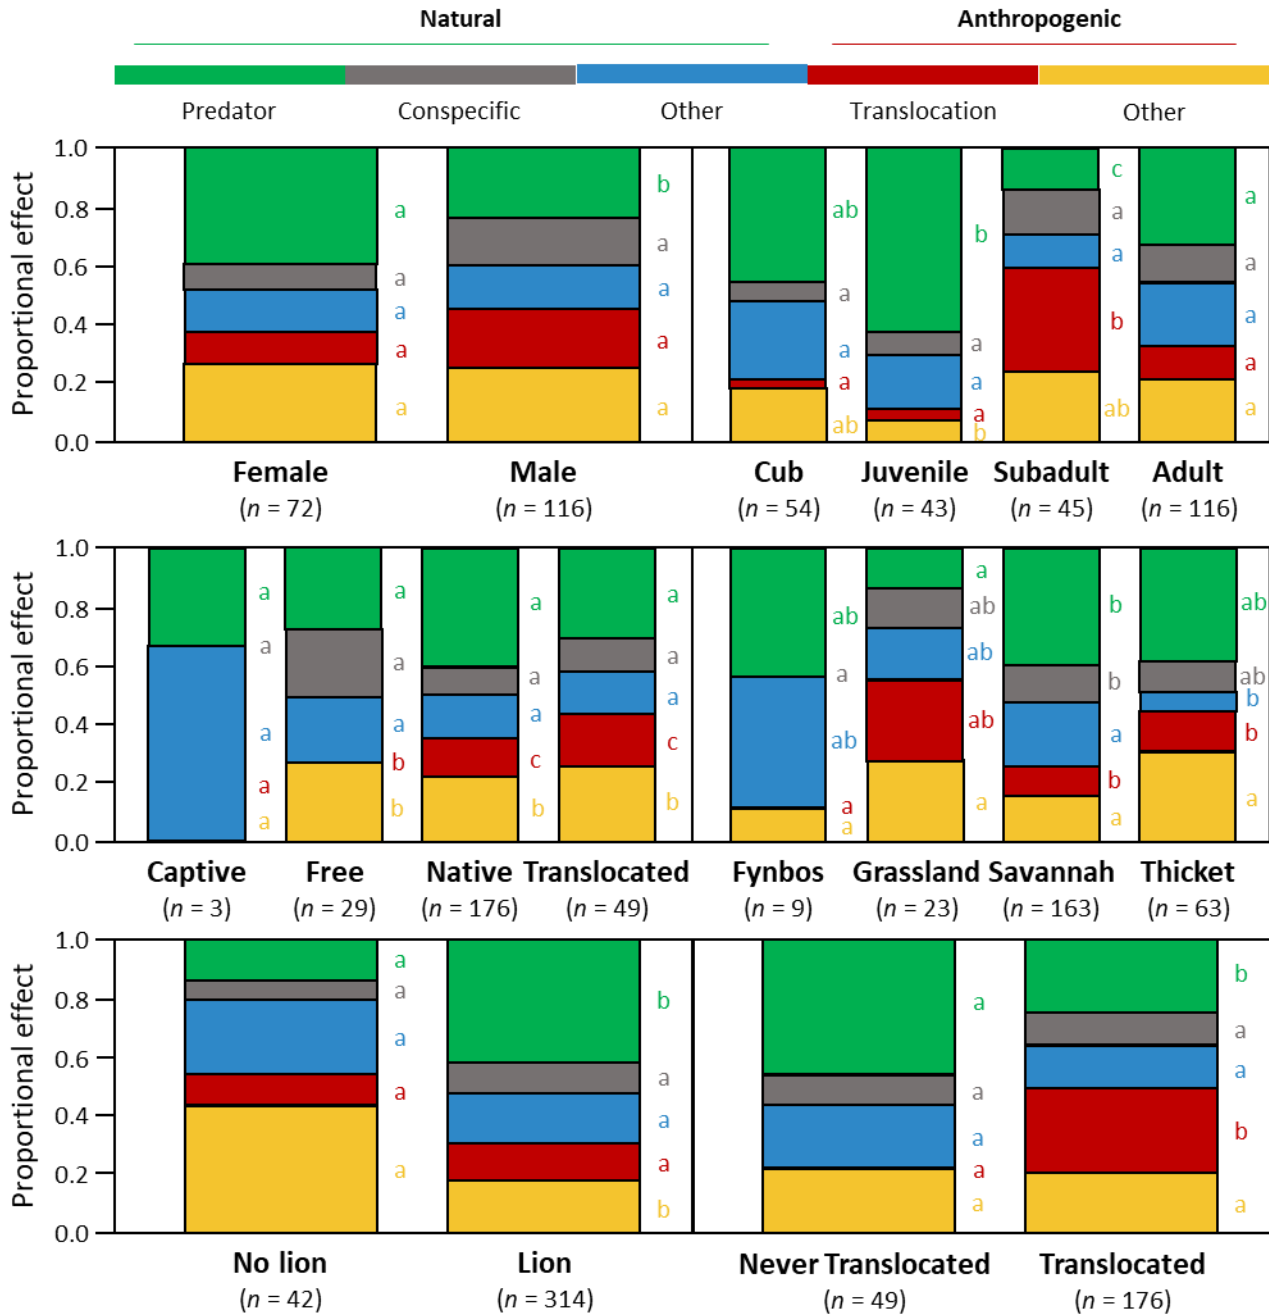 Natural Anthropogenic
Predator Conspecific Other Translocation Other
Proportional effect
1.0
0.8
0.6
0.4
0.2
0.0
a
a
a
a
a
b
a
a
a
a
ab
a
a
a
ab
b
a
a
a
b
c
a
a
b
ab
a
a
a
a
a
Female Male Cub Juvenile Subadult Adult
(n = 72) (n = 116) (n = 54) (n = 43) (n = 45) (n = 116)
Proportional effect
1.0
0.8
0.6
0.4
0.2
0.0
a
a
a
a
a
a
a
a
b
b
a
a
a
c
b
a
a
a
c
b
ab
a
ab
a
a
a
ab
ab
ab
a
b
b
a
b
a
ab
ab
b
b
a
Captive Free Native Translocated Fynbos Grassland Savannah Thicket
(n = 3) (n = 29) (n = 176) (n = 49) (n = 9) (n = 23) (n = 163) (n = 63)
Proportional effect
1.0
0.8
0.6
0.4
0.2
0.0
a
a
a
a
a
b
a
a
a
b
a
a
a
a
a
b
a
a
b
a
No lion Lion Never Translocated Translocated
(n = 42) (n = 314) (n = 49) (n = 176)